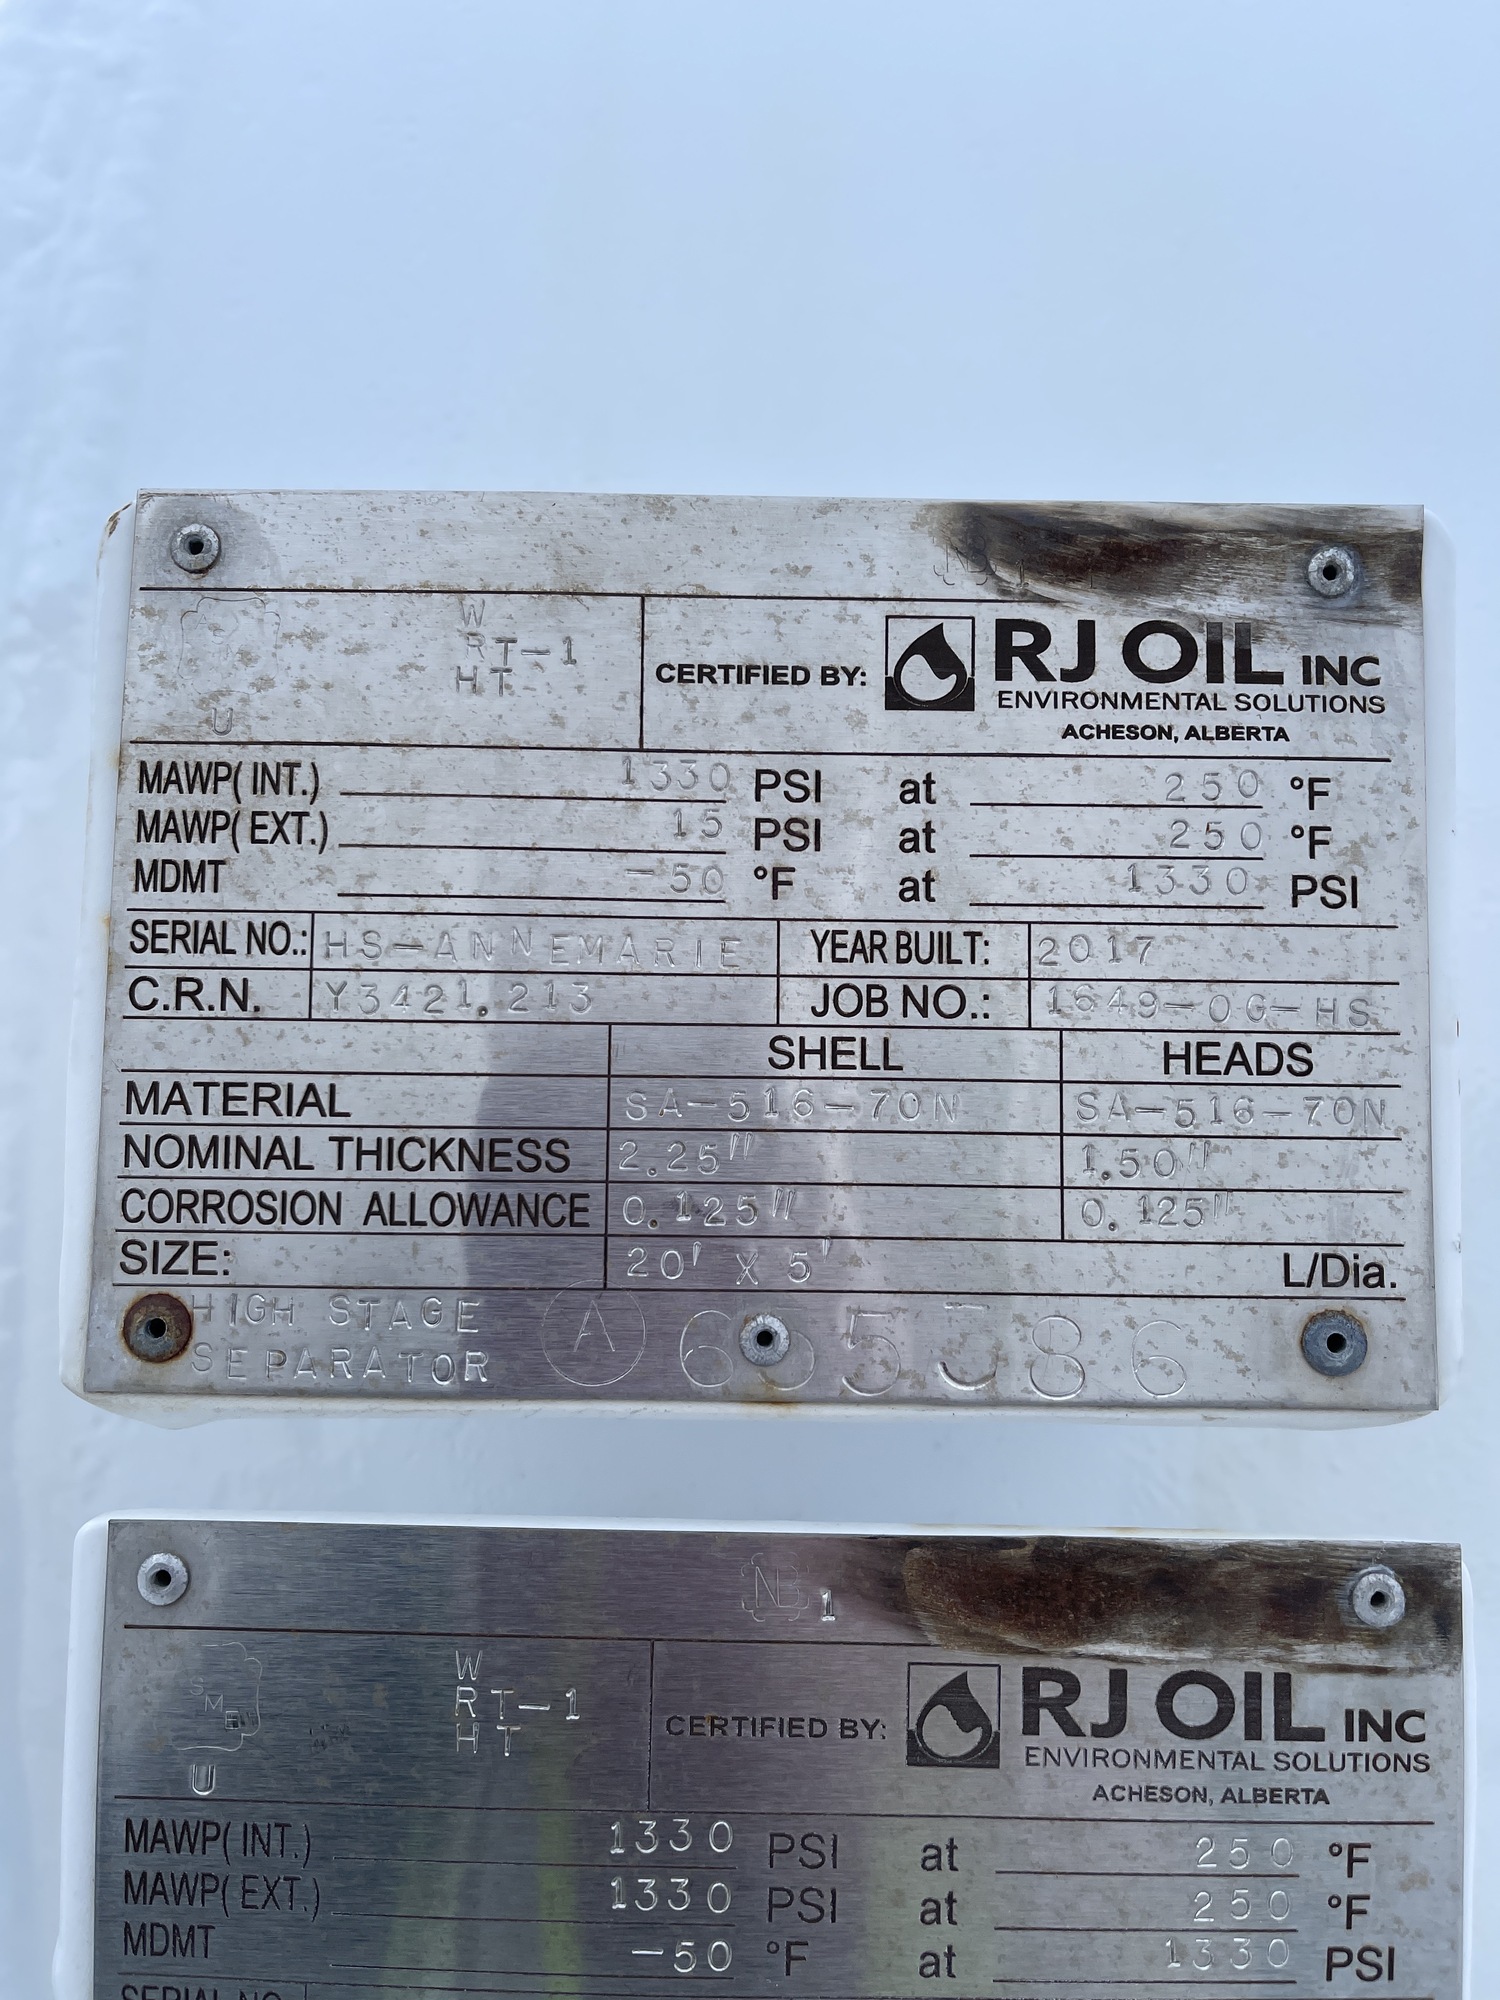 NB 1
W
RT-1
HT
U
CERTIFIED BY: RJ OIL INC
ENVIRONMENTAL SOLUTIONS
ACHESON, ALBERTA
MAWP(INT.) 1330 PSI at 250 °F
MAWP(EXT.) 15 PSI at 250 °F
MDMT -50 °F at 1330 PSI
SERIAL NO.: HS-ANNEMARIE YEAR BUILT: 2017
C.R.N. Y3421.213 JOB NO.: 1649-OG-HS
SHELL HEADS
MATERIAL SA-516-70N SA-516-70N
NOMINAL THICKNESS 2.25" 1.50"
CORROSION ALLOWANCE 0.125" 0.125"
SIZE: 20' X 5' L/Dia.
HIGH STAGE
SEPARATOR
A
NB 1
W
RT-1
HT
U
CERTIFIED BY: RJ OIL INC
ENVIRONMENTAL SOLUTIONS
ACHESON, ALBERTA
MAWP(INT.) 1330 PSI at 250 °F
MAWP(EXT.) 1330 PSI at 250 °F
MDMT -50 °F at 1330 PSI
SERIAL NO.